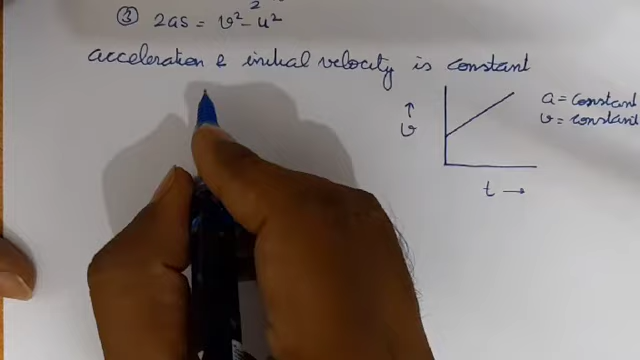 ③ 2as = v² - u²
acceleration & initial velocity is constant
a = constant
v = constant
↑
v
t →